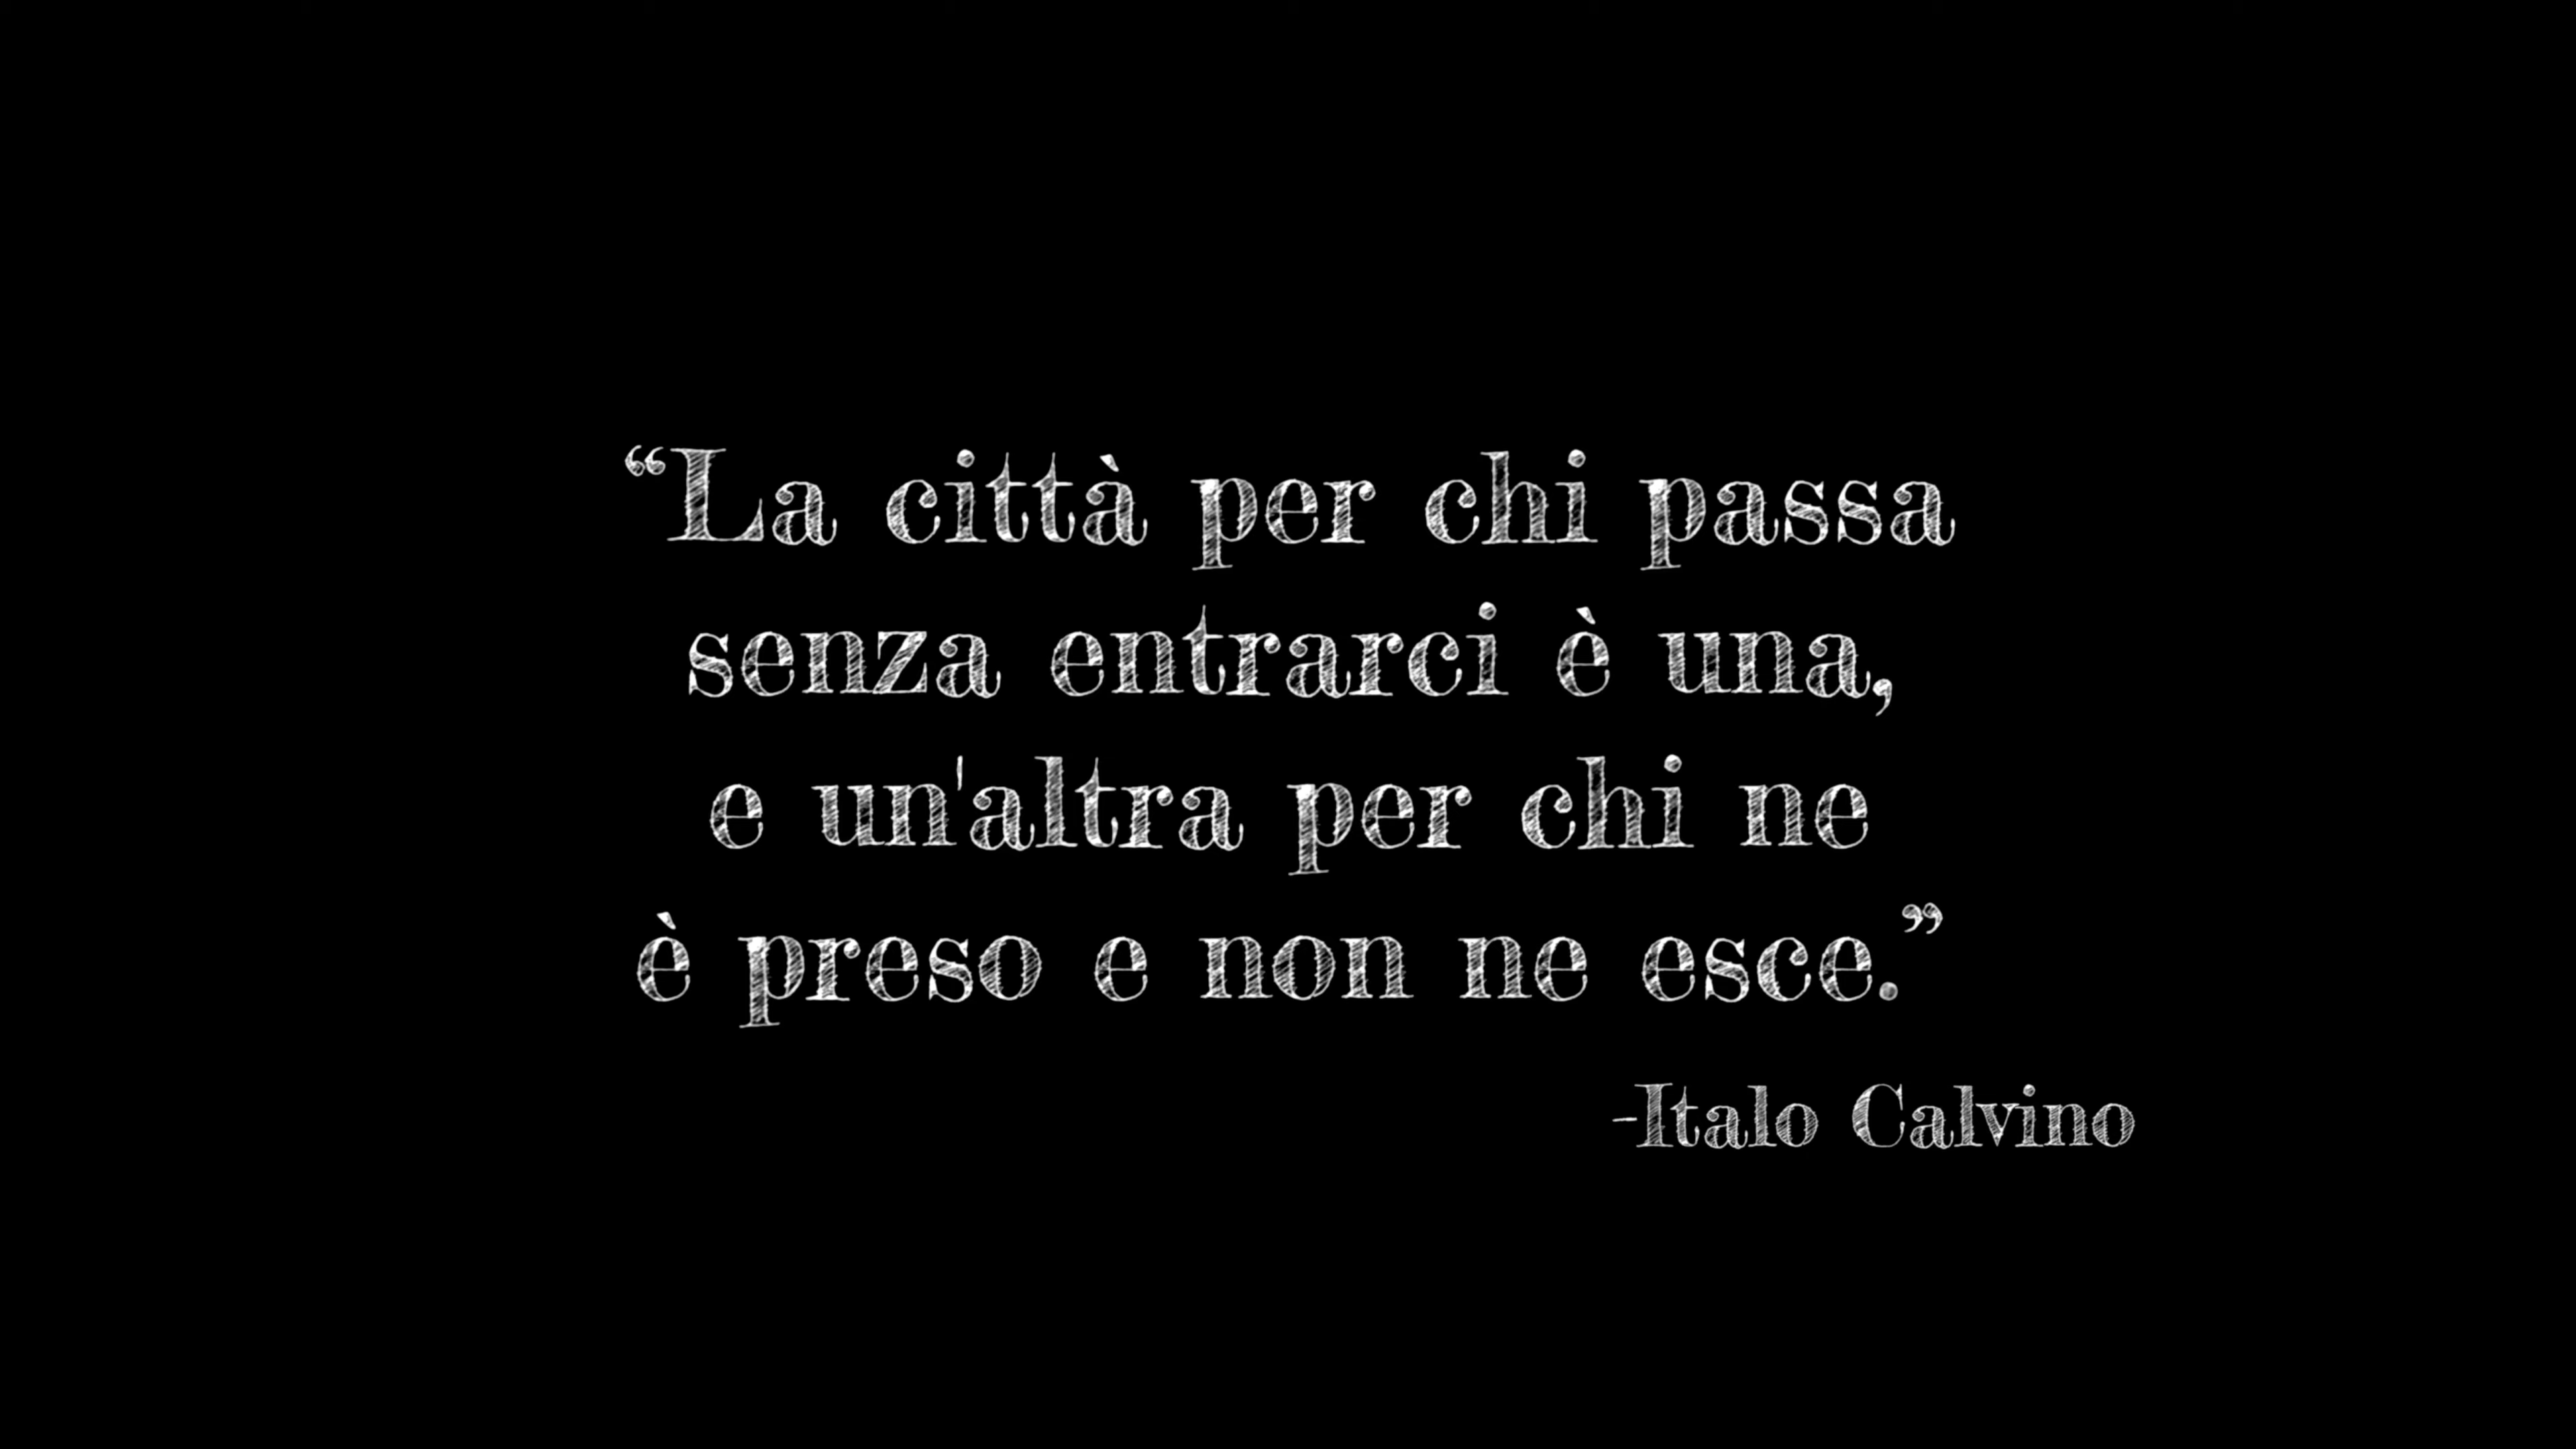 “La città per chi passa
senza entrarci è una,
e un'altra per chi ne
è preso e non ne esce.”
-Italo Calvino